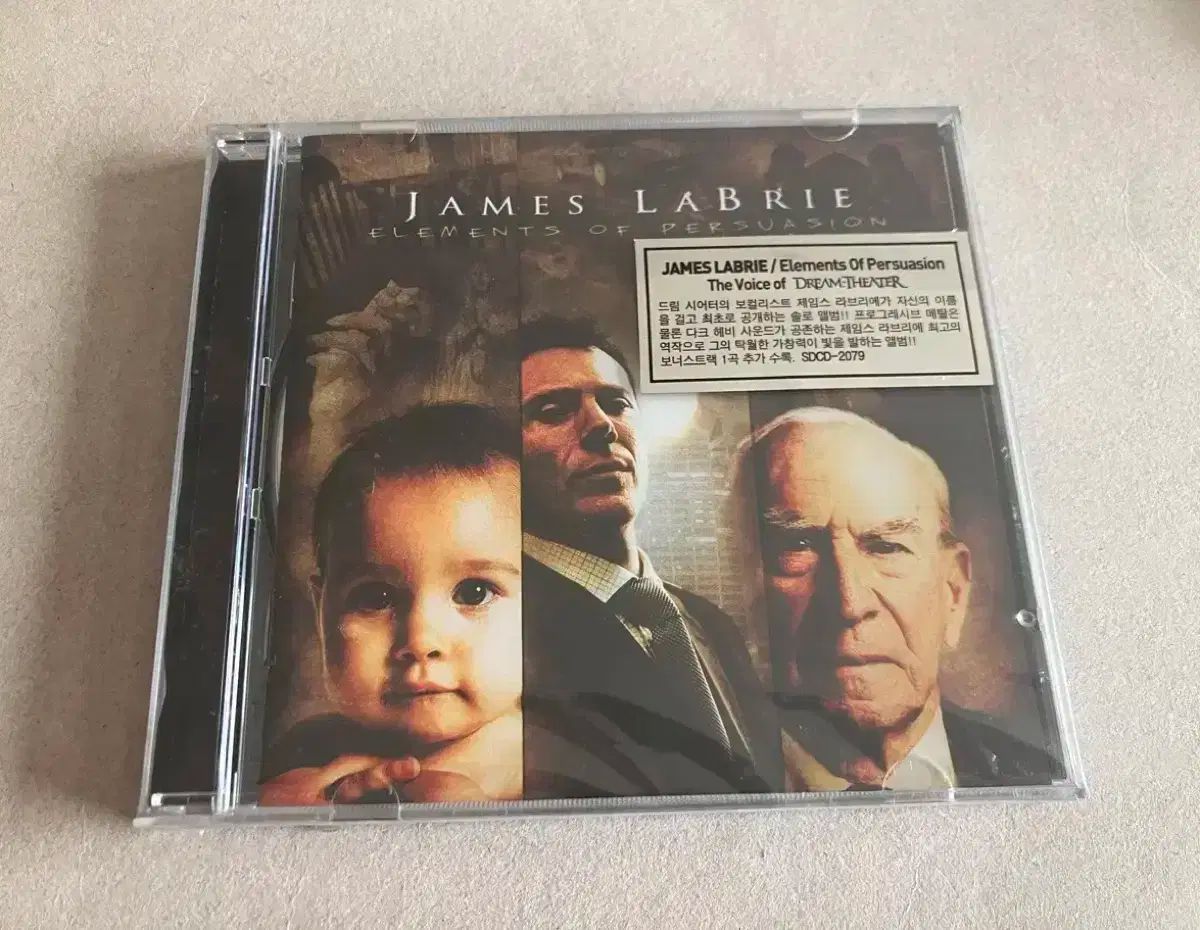 JAMES LABRIE
ELEMENTS OF PERSUASION
JAMES LABRIE / Elements Of Persuasion
The Voice of DREAM THEATER
드림 시어터의 보컬리스트 제임스 라브리에가 자신의 이름
을 걸고 최초로 공개하는 솔로 앨범!! 프로그레시브 메탈은
물론 다크 헤비 사운드가 공존하는 제임스 라브리에 최고의
역작으로 그의 탁월한 가창력이 빛을 발하는 앨범!!
보너스트랙 1곡 추가 수록. SDCD-2079